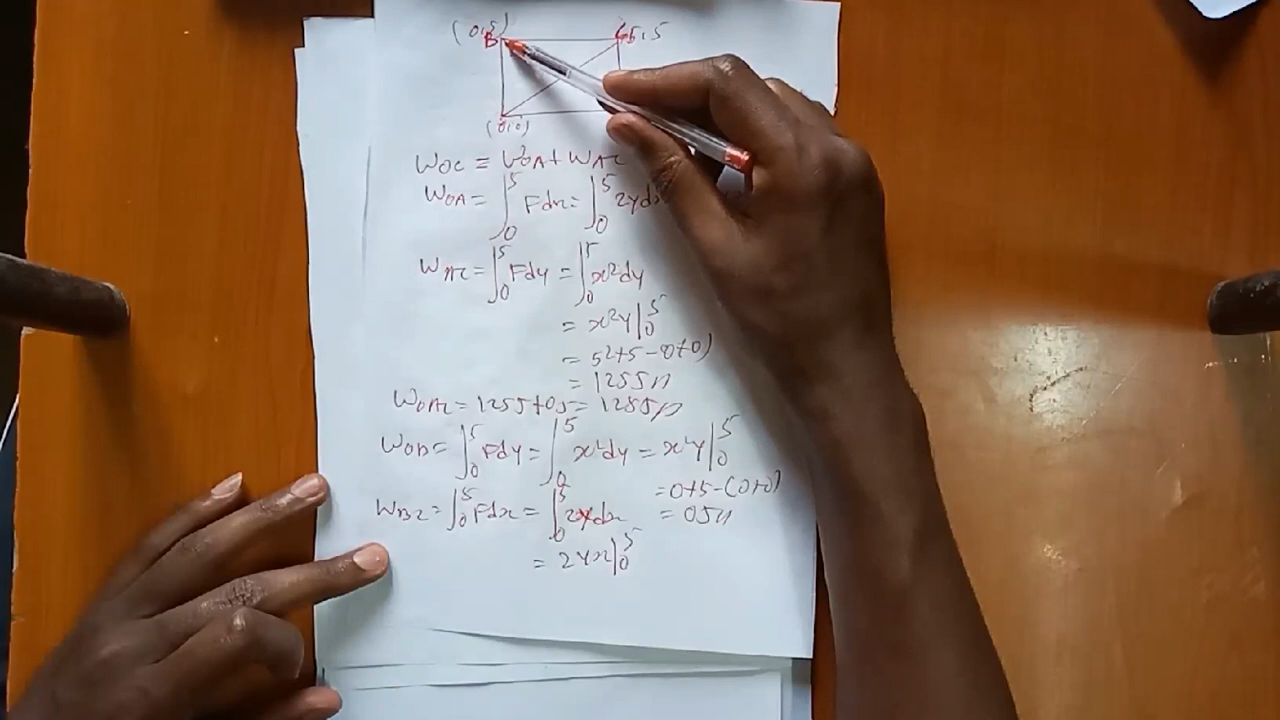 (0,5)
B C 5,5
(0,0)
WOC = WOA + WAC
WOA = ∫₀⁵ Fdx = ∫₀⁵ 2ydx
WAC = ∫₀⁵ Fdy = ∫₀⁵ x²dy
= x²y|₀⁵
= 5²+5-0+0)
= 125J
WOAC = 125J+0J = 125J
WOB = ∫₀⁵ Fdy = ∫₀⁵ x²dy = x²y|₀⁵
= 0+5-(0+0)
WBC = ∫₀⁵ Fdx = ∫₀⁵ 2ydx = 0J
= 2yx|₀⁵